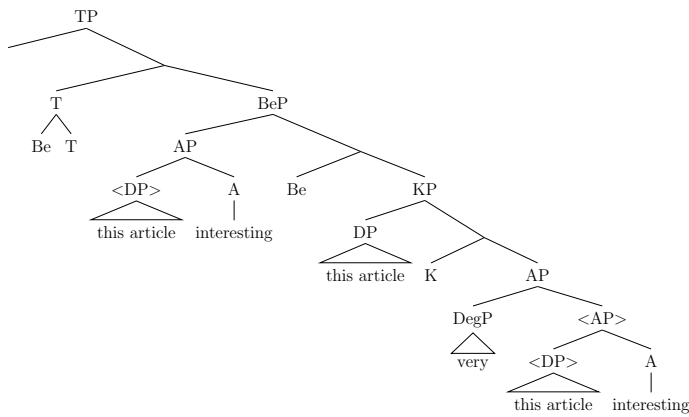 TP
T BeP
Be T AP
<DP> A Be KP
this article interesting DP
this article K AP
DegP <AP>
very <DP> A
this article interesting